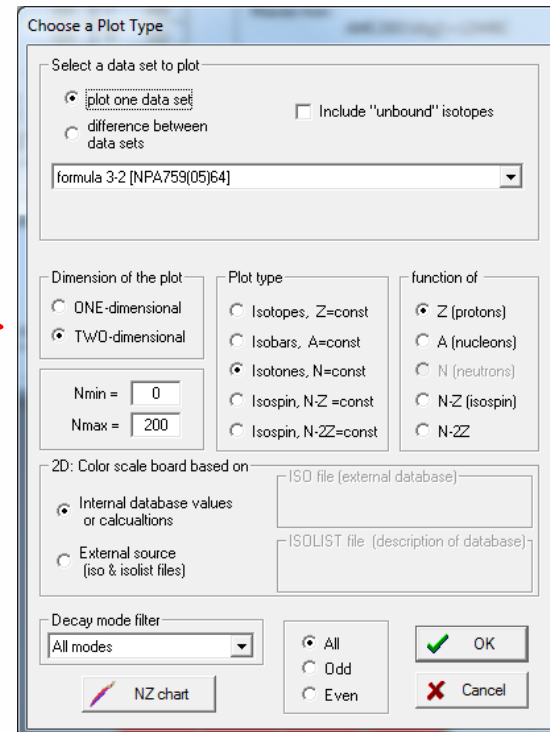 Choose a Plot Type
Select a data set to plot
plot one data set
Include "unbound" isotopes
difference between
data sets
formula 3-2 [NPA759(05)64]
Dimension of the plot
ONE-dimensional
TWO-dimensional
Nmin = 0
Nmax = 200
Plot type
Isotopes, Z=const
Isobars, A=const
Isotones, N=const
Isospin, N-Z =const
Isospin, N-2Z=const
function of
Z (protons)
A (nucleons)
N (neutrons)
N-Z (isospin)
N-2Z
2D: Color scale board based on
Internal database values
or calcualtions
External source
(iso & isolist files)
ISO file (external database)
ISOLIST file (description of database)
Decay mode filter
All modes
NZ chart
All
Odd
Even
OK
Cancel